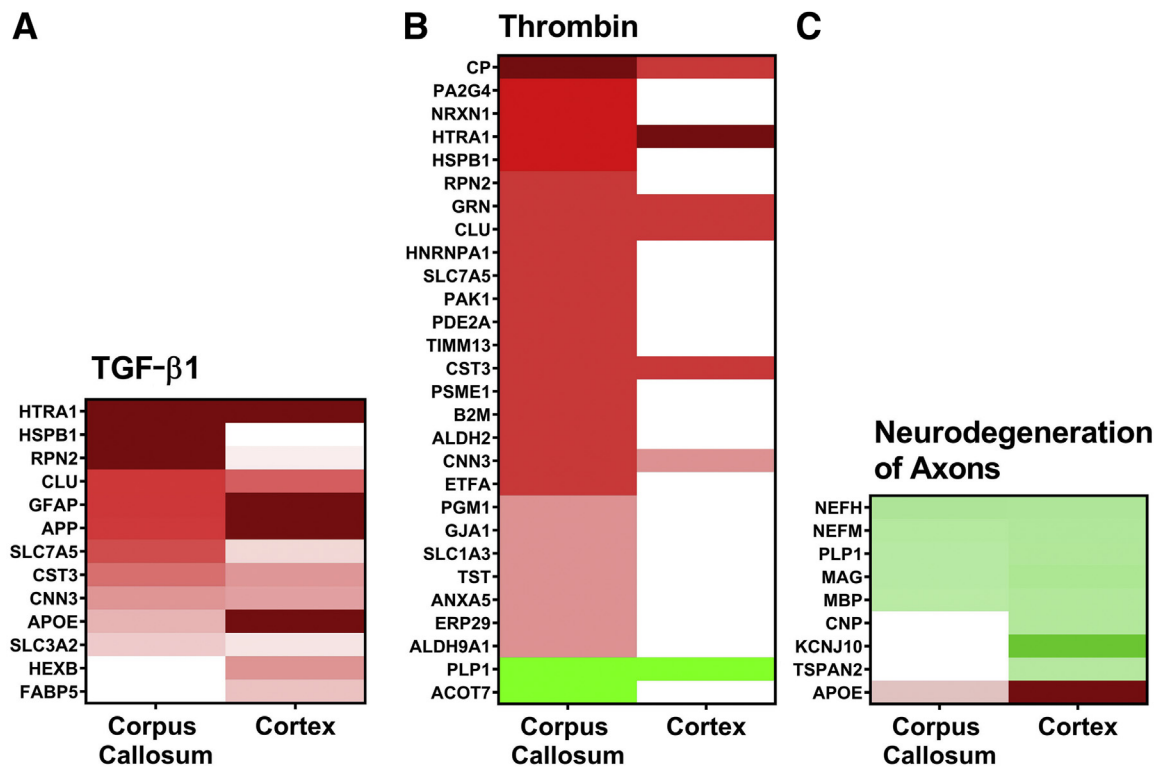 A
TGF-β1
HTRA1
HSPB1
RPN2
CLU
GFAP
APP
SLC7A5
CST3
CNN3
APOE
SLC3A2
HEXB
FABP5
Corpus
Callosum
Cortex
B
Thrombin
CP
PA2G4
NRXN1
HTRA1
HSPB1
RPN2
GRN
CLU
HNRNPA1
SLC7A5
PAK1
PDE2A
TIMM13
CST3
PSME1
B2M
ALDH2
CNN3
ETFA
PGM1
GJA1
SLC1A3
TST
ANXA5
ERP29
ALDH9A1
PLP1
ACOT7
Corpus
Callosum
Cortex
C
Neurodegeneration
of Axons
NEFH
NEFM
PLP1
MAG
MBP
CNP
KCNJ10
TSPAN2
APOE
Corpus
Callosum
Cortex